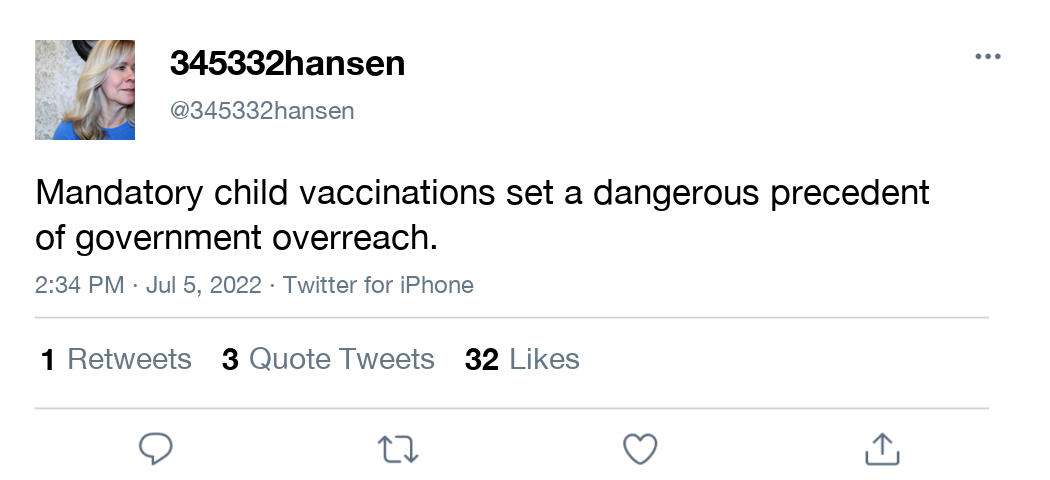 345332hansen
@345332hansen
Mandatory child vaccinations set a dangerous precedent
of government overreach.
2:34 PM · Jul 5, 2022 · Twitter for iPhone
1 Retweets 3 Quote Tweets 32 Likes